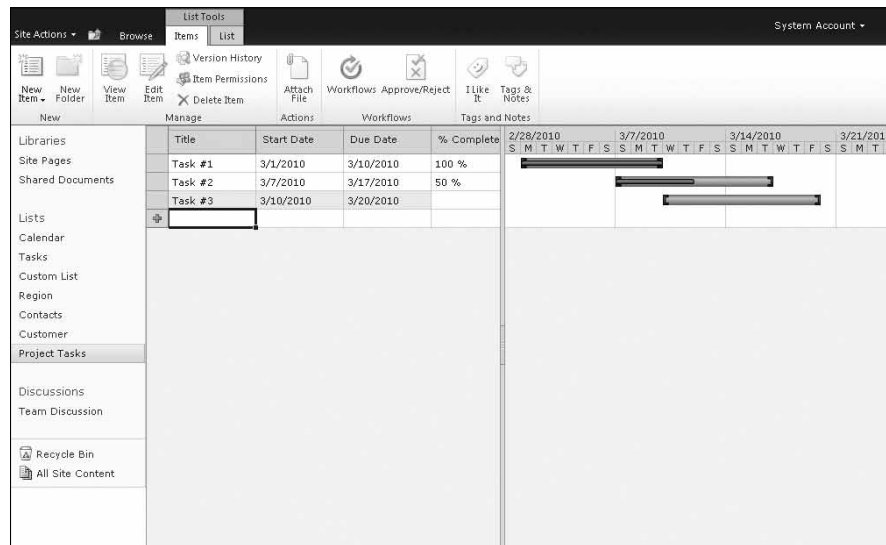 List Tools
System Account
Site Actions Browse Items List
New Item New Folder View Item Edit Item Version History Item Permissions Delete Item Attach File Workflows Approve/Reject I Like It Tags & Notes
New Manage Actions Workflows Tags and Notes
Libraries
Site Pages
Shared Documents
Lists
Calendar
Tasks
Custom List
Region
Contacts
Customer
Project Tasks
Discussions
Team Discussion
Recycle Bin
All Site Content
Title Start Date Due Date % Complete
Task #1 3/1/2010 3/10/2010 100 %
Task #2 3/7/2010 3/17/2010 50 %
Task #3 3/10/2010 3/20/2010
2/28/2010 3/7/2010 3/14/2010 3/21/201
S M T W T F S S M T W T F S S M T W T F S S M T